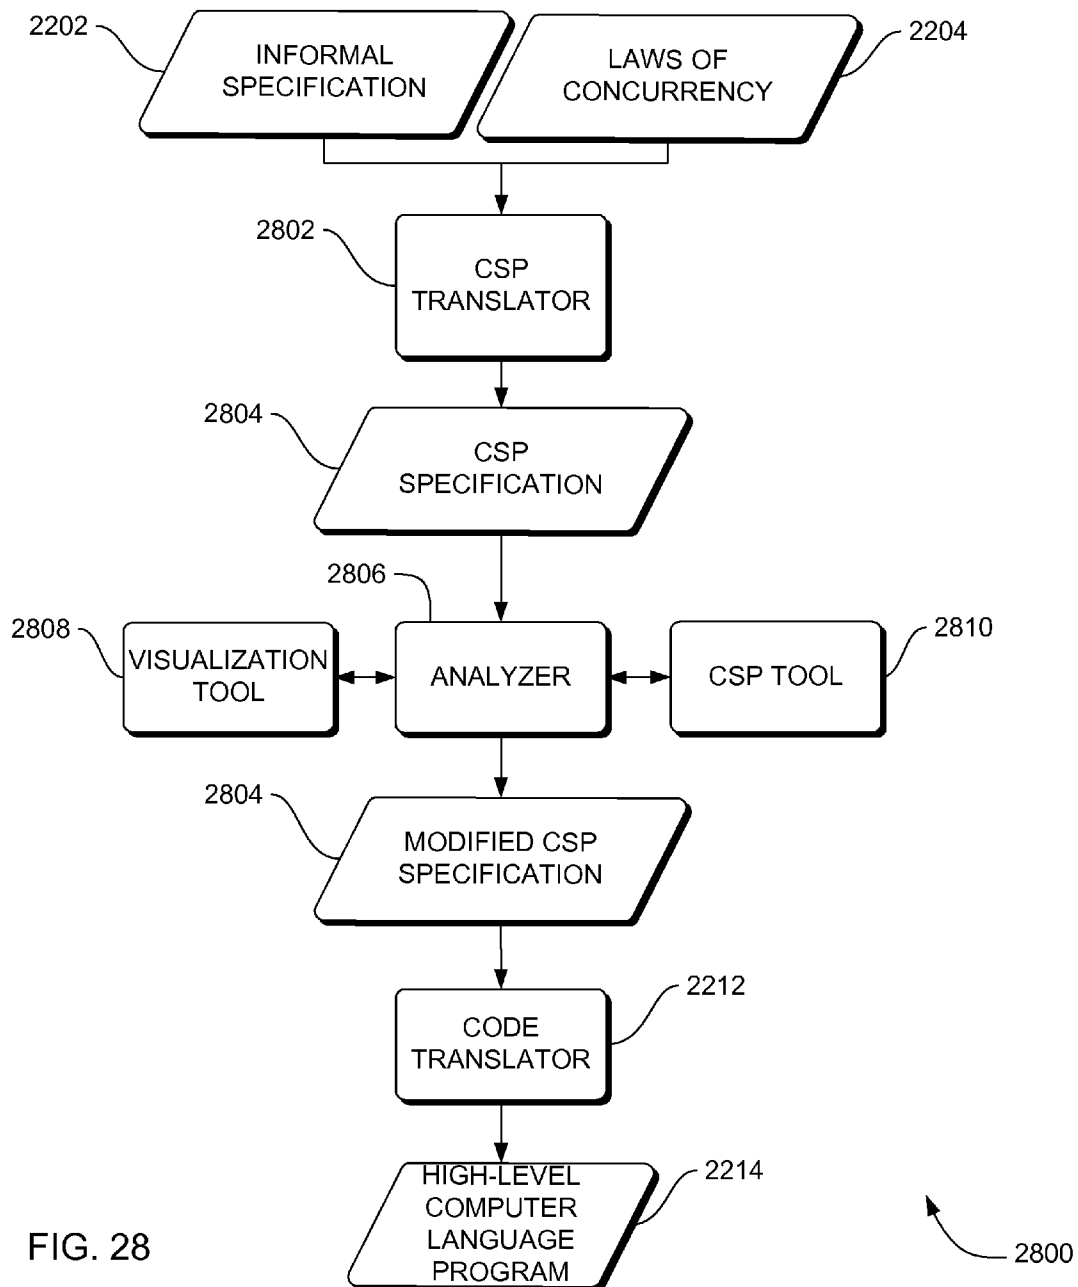 2202
INFORMAL
SPECIFICATION
LAWS OF
CONCURRENCY
2204
2802
CSP
TRANSLATOR
2804
CSP
SPECIFICATION
2806
2808
VISUALIZATION
TOOL
ANALYZER
CSP TOOL
2810
2804
MODIFIED CSP
SPECIFICATION
2212
CODE
TRANSLATOR
2214
HIGH-LEVEL
COMPUTER
LANGUAGE
PROGRAM
FIG. 28
2800